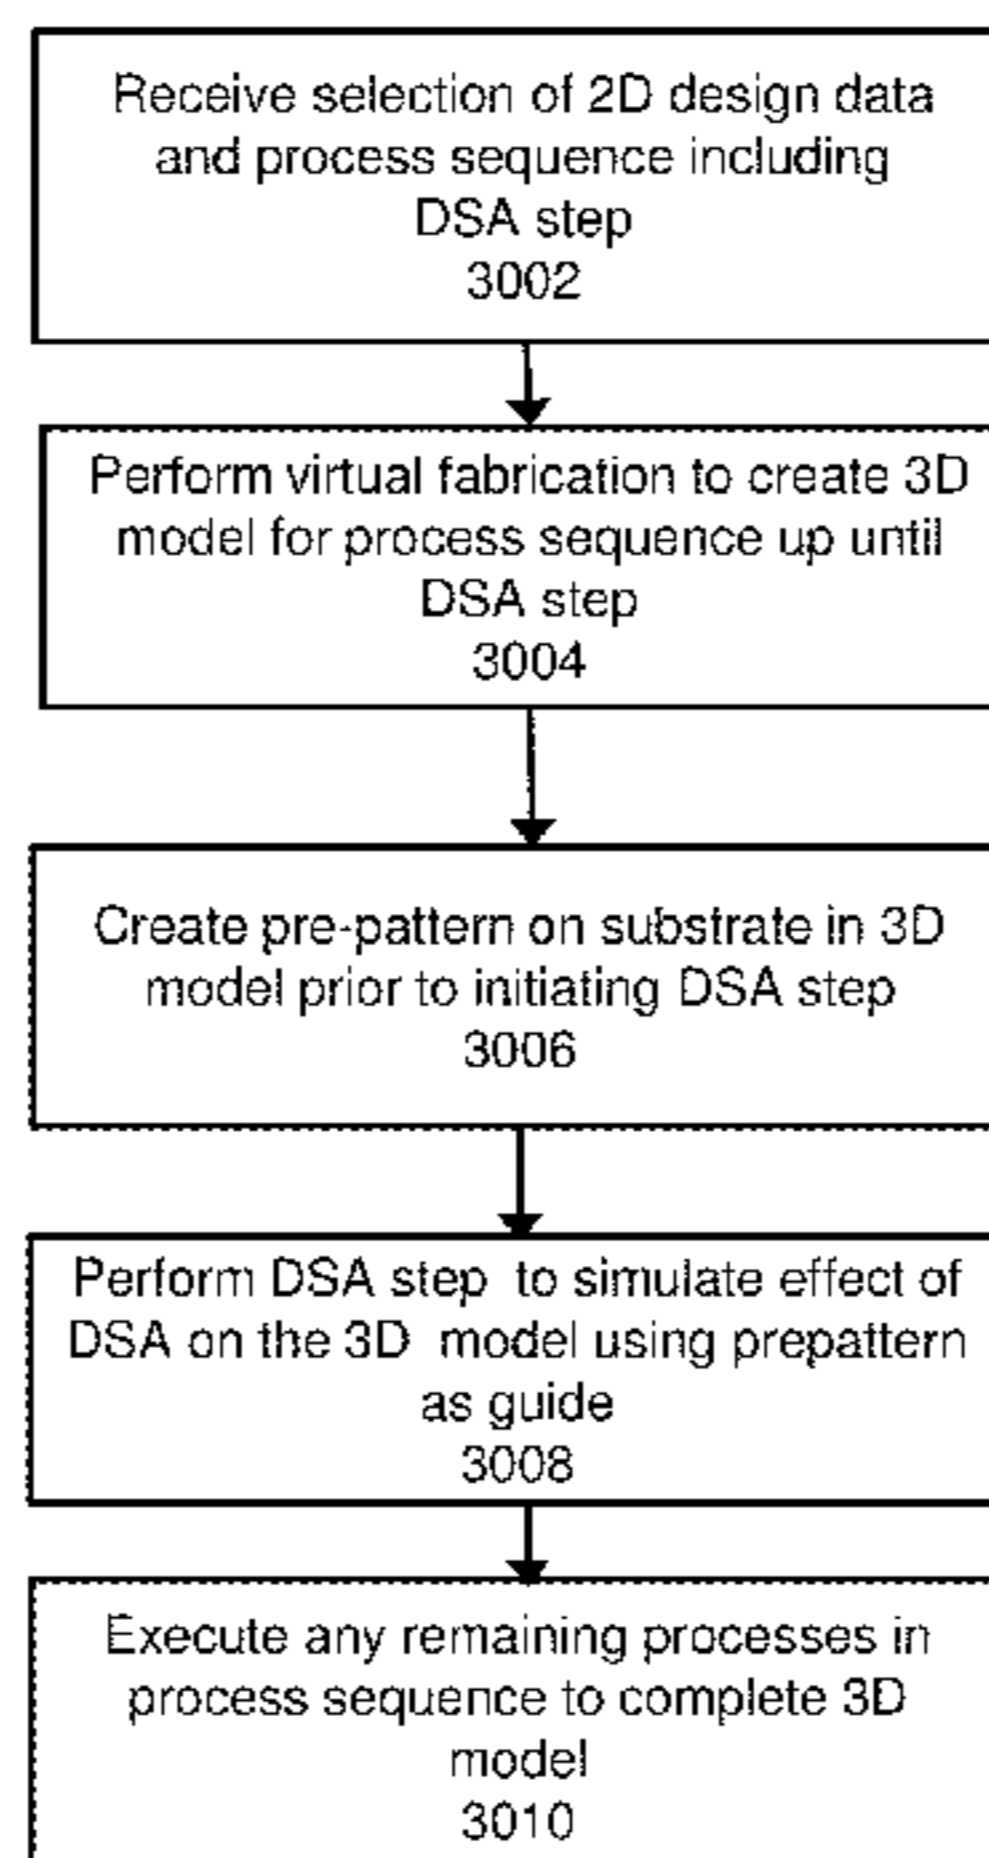 Receive selection of 2D design data
and process sequence including
DSA step
3002
Perform virtual fabrication to create 3D
model for process sequence up until
DSA step
3004
Create pre-pattern on substrate in 3D
model prior to initiating DSA step
3006
Perform DSA step to simulate effect of
DSA on the 3D model using prepattern
as guide
3008
Execute any remaining processes in
process sequence to complete 3D
model
3010